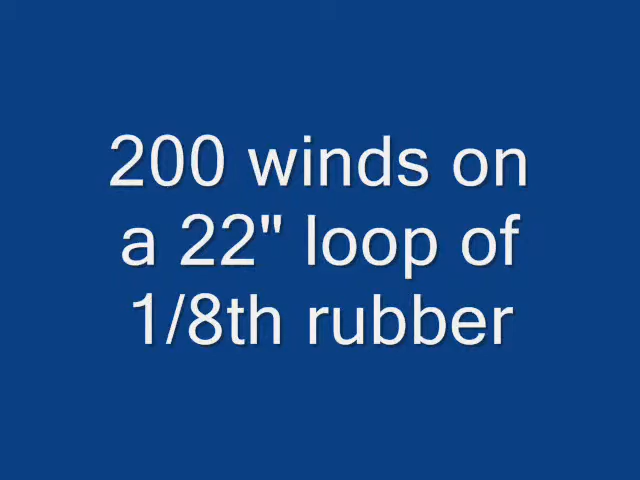 200 winds on
a 22" loop of
1/8th rubber